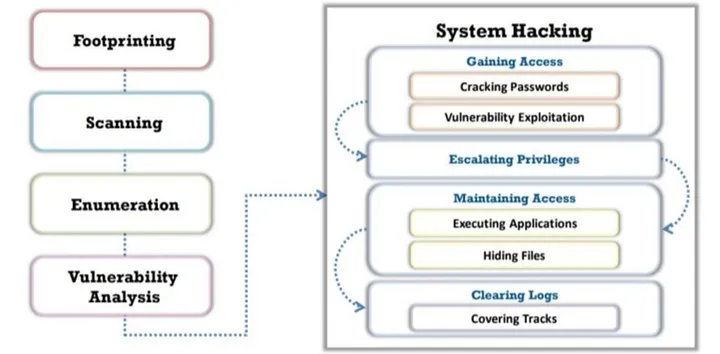 Footprinting
Scanning
Enumeration
Vulnerability
Analysis
System Hacking
Gaining Access
Cracking Passwords
Vulnerability Exploitation
Escalating Privileges
Maintaining Access
Executing Applications
Hiding Files
Clearing Logs
Covering Tracks